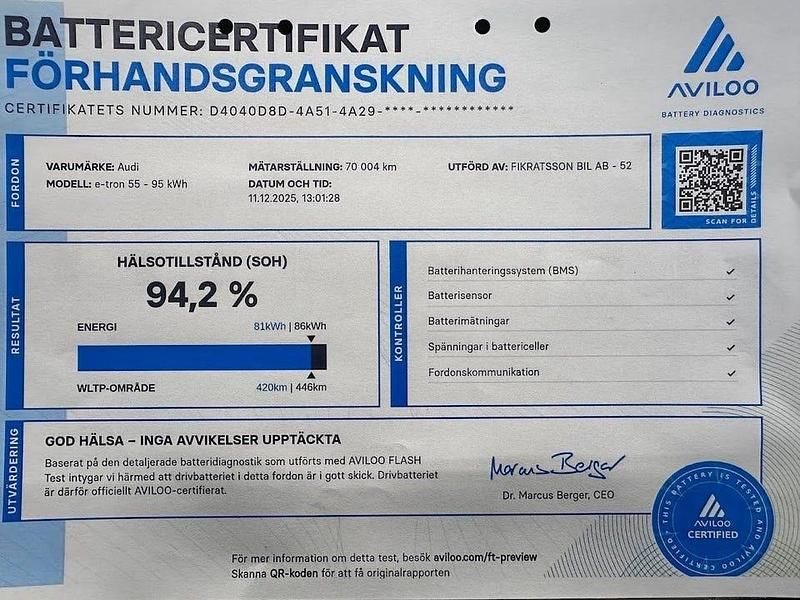 BATTERICERTIFIKAT
FÖRHANDSGRANSKNING
CERTIFIKATETS NUMMER: D4040D8D-4A51-4A29-****-************
AVILOO
BATTERY DIAGNOSTICS
FORDON
VARUMÄRKE: Audi
MODELL: e-tron 55 - 95 kWh
MÄTARSTÄLLNING: 70 004 km
DATUM OCH TID:
11.12.2025, 13:01:28
UTFÖRD AV: FIKRATSSON BIL AB - 52
SCAN FOR DETAILS
RESULTAT
HÄLSOTILLSTÅND (SOH)
94,2 %
ENERGI 81kWh | 86kWh
WLTP-OMRÅDE 420km | 446km
KONTROLLER
Batterihanteringssystem (BMS)
Batterisensor
Batterimätningar
Spänningar i battericeller
Fordonskommunikation
UTVÄRDERING
GOD HÄLSA – INGA AVVIKELSER UPPTÄCKTA
Baserat på den detaljerade batteridiagnostik som utförts med AVILOO FLASH
Test intygar vi härmed att drivbatteriet i detta fordon är i gott skick. Drivbatteriet
är därför officiellt AVILOO-certifierat.
Marcus Berger
Dr. Marcus Berger, CEO
THIS BATTERY IS TESTED AND AVILOO CERTIFIED
AVILOO
CERTIFIED
För mer information om detta test, besök aviloo.com/ft-preview
Skanna QR-koden för att få originalrapporten